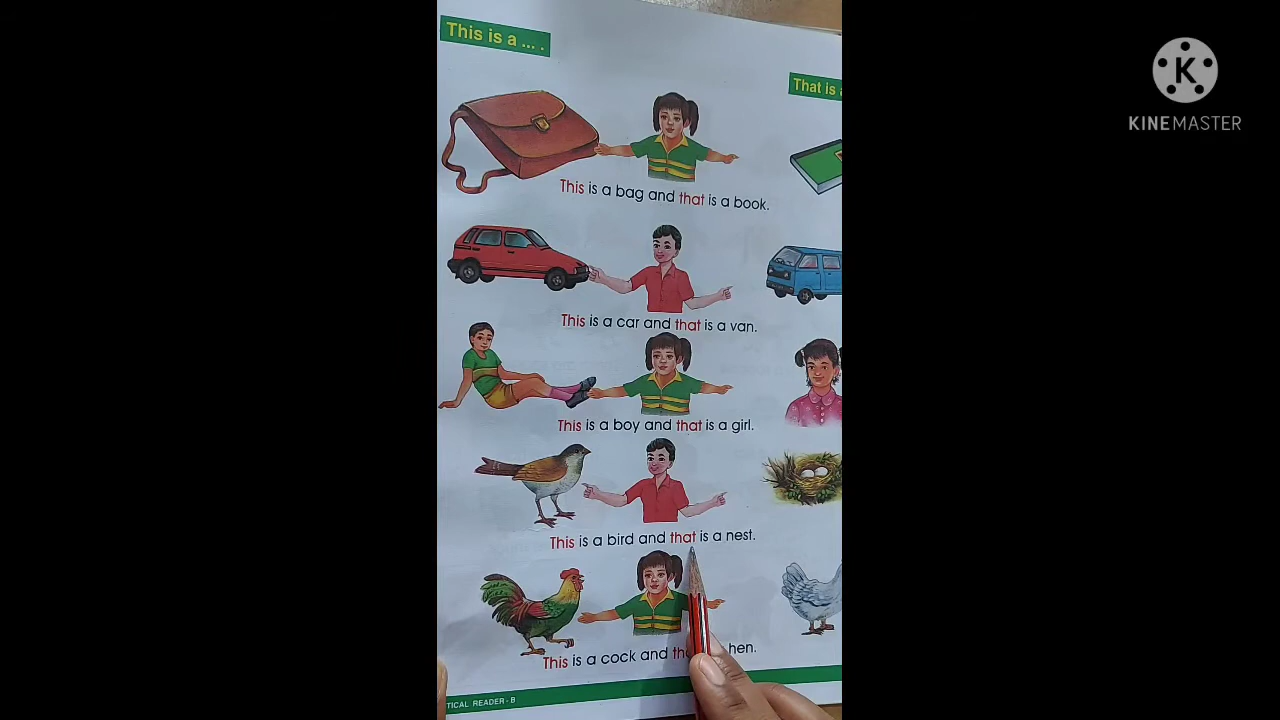 This is a ... .
That is
KINEMASTER
This is a bag and that is a book.
This is a car and that is a van.
This is a boy and that is a girl.
This is a bird and that is a nest.
This is a cock and hen.
TICAL READER - B